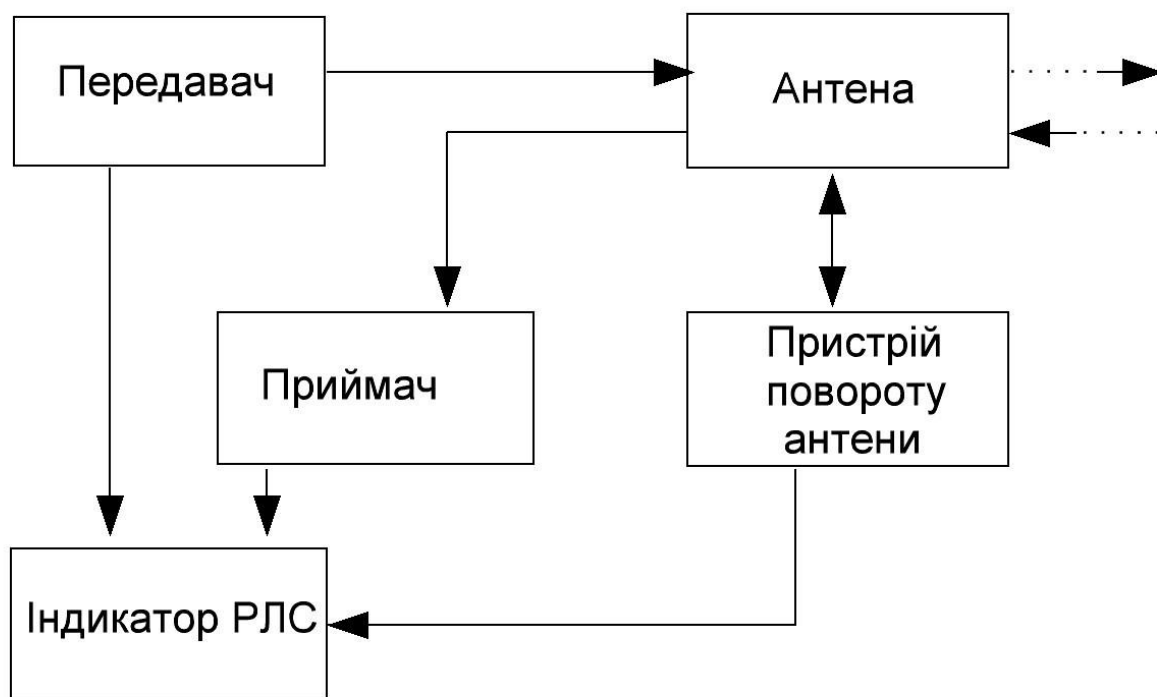 Передавач
Антена
Приймач
Пристрій
повороту
антени
Індикатор РЛС